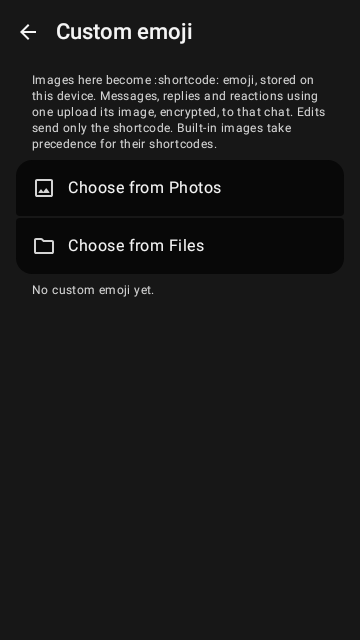 Custom emoji
Images here become :shortcode: emoji, stored on
this device. Messages, replies and reactions using
one upload its image, encrypted, to that chat. Edits
send only the shortcode. Built-in images take
precedence for their shortcodes.
Choose from Photos
Choose from Files
No custom emoji yet.